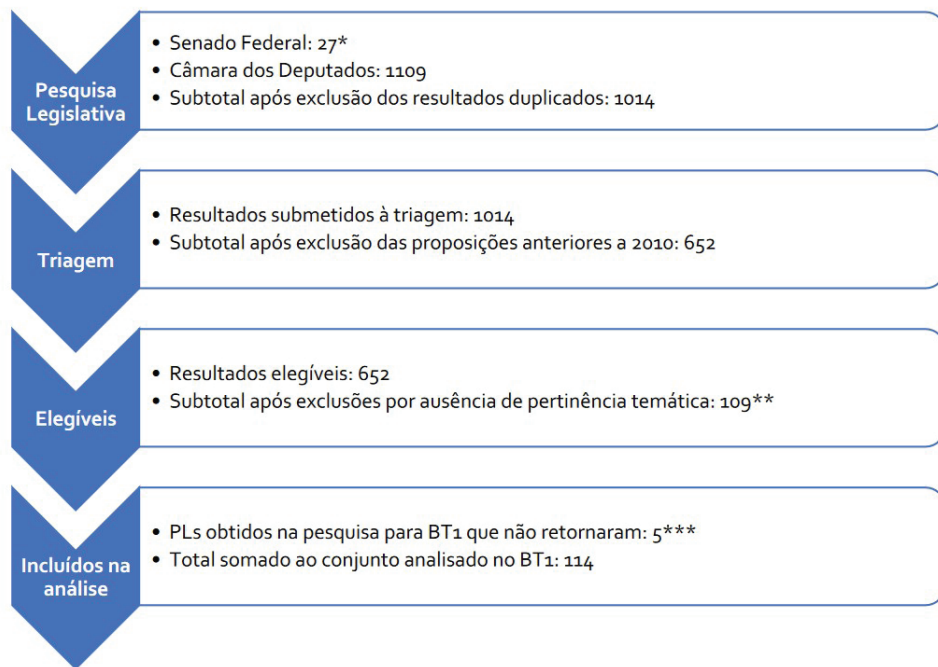 Pesquisa
Legislativa
• Senado Federal: 27*
• Câmara dos Deputados: 1109
• Subtotal após exclusão dos resultados duplicados: 1014
Triagem
• Resultados submetidos à triagem: 1014
• Subtotal após exclusão das proposições anteriores a 2010: 652
Elegíveis
• Resultados elegíveis: 652
• Subtotal após exclusões por ausência de pertinência temática: 109**
Incluídos na
análise
• PLs obtidos na pesquisa para BT1 que não retornaram: 5***
• Total somado ao conjunto analisado no BT1: 114